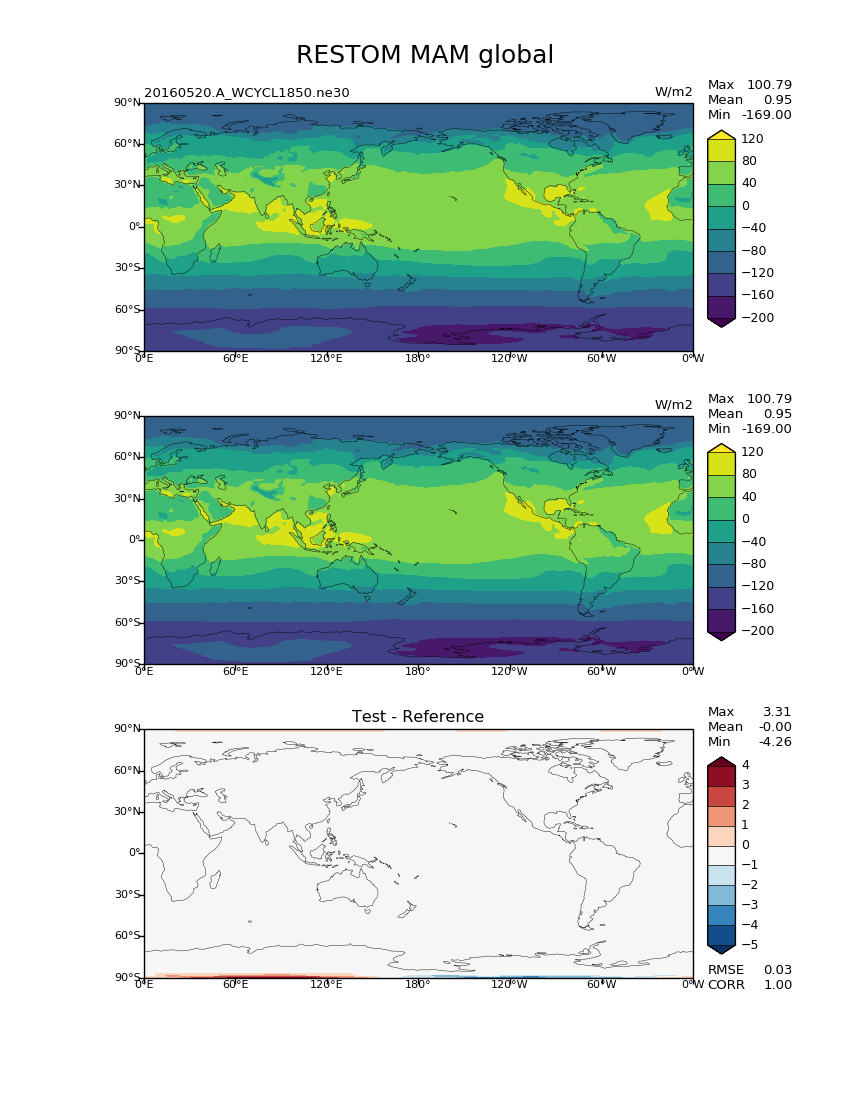 RESTOM MAM global
20160520.A_WCYCL1850.ne30
W/m2
Max 100.79
Mean 0.95
Min -169.00
90°N
60°N
30°N
0°
30°S
60°S
90°S
0°E 60°E 120°E 180° 120°W 60°W 0°W
120
80
40
0
−40
−80
−120
−160
−200
W/m2
Max 100.79
Mean 0.95
Min -169.00
90°N
60°N
30°N
0°
30°S
60°S
90°S
0°E 60°E 120°E 180° 120°W 60°W 0°W
120
80
40
0
−40
−80
−120
−160
−200
Test - Reference
Max 3.31
Mean -0.00
Min -4.26
90°N
60°N
30°N
0°
30°S
60°S
90°S
0°E 60°E 120°E 180° 120°W 60°W 0°W
4
3
2
1
0
−1
−2
−3
−4
−5
RMSE 0.03
CORR 1.00